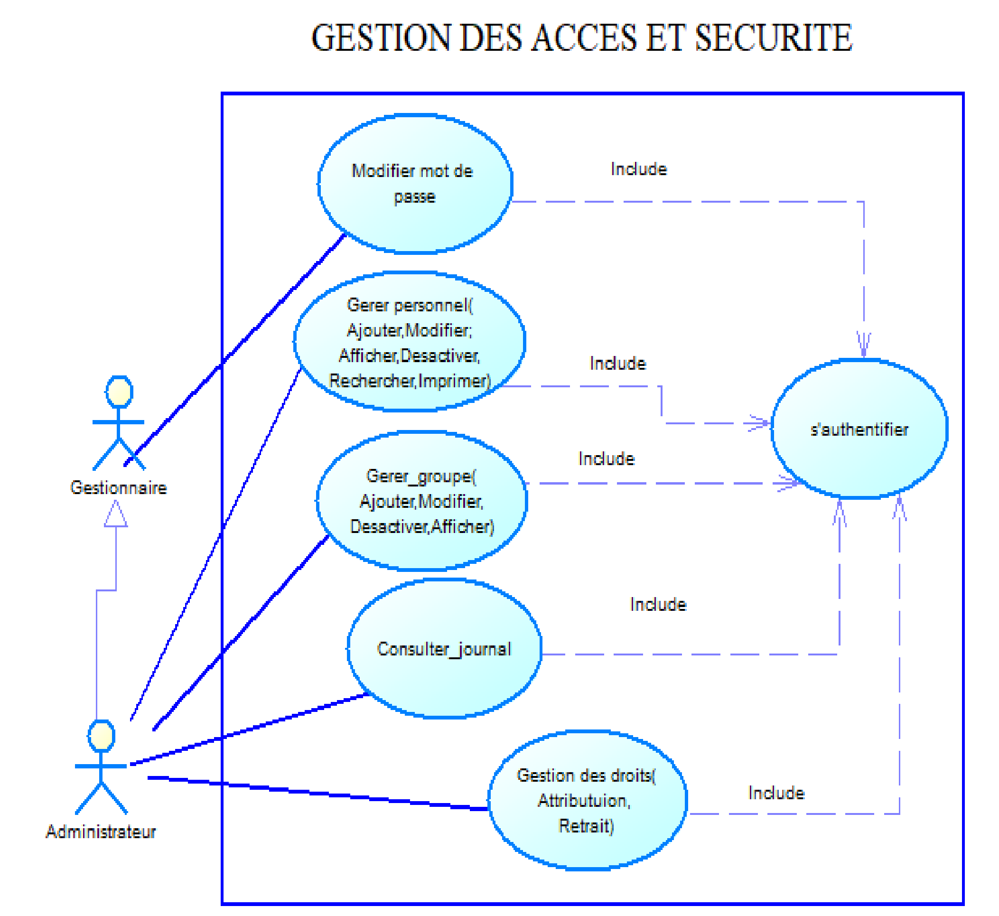 GESTION DES ACCES ET SECURITE
Modifier mot de
passe
Include
Gerer personnel(
Ajouter,Modifier;
Afficher,Desactiver,
Rechercher,Imprimer)
Include
s'authentifier
Gestionnaire
Include
Gerer_groupe(
Ajouter,Modifier,
Desactiver,Afficher)
Include
Consulter_journal
Gestion des droits(
Attributuion,
Retrait)
Include
Administrateur